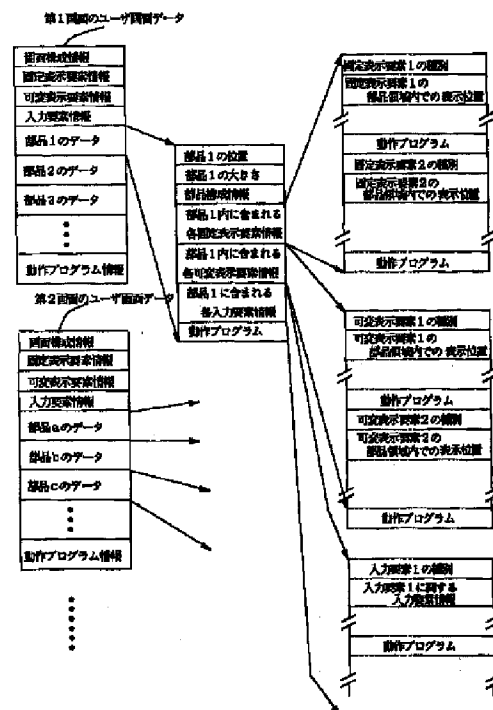 第1画面のユーザ画面データ
画面構成情報
固定表示要素情報
可変表示要素情報
入力要素情報
部品1のデータ
部品2のデータ
部品3のデータ
動作プログラム情報
第2画面のユーザ画面データ
画面構成情報
固定表示要素情報
可変表示要素情報
入力要素情報
部品aのデータ
部品bのデータ
部品cのデータ
動作プログラム情報
部品1の位置
部品1の大きさ
部品構成情報
部品1内に含まれる
各固定表示要素情報
部品1内に含まれる
各可変表示要素情報
部品1に含まれる
各入力要素情報
動作プログラム
固定表示要素1の種別
固定表示要素1の
部品領域内での表示位置
動作プログラム
固定表示要素2の種別
固定表示要素2の
部品領域内での表示位置
動作プログラム
可変表示要素1の種別
可変表示要素1の
部品領域内での表示位置
動作プログラム
可変表示要素2の種別
可変表示要素2の
部品領域内での表示位置
動作プログラム
入力要素1の種別
入力要素1に関する
入力要素情報
動作プログラム